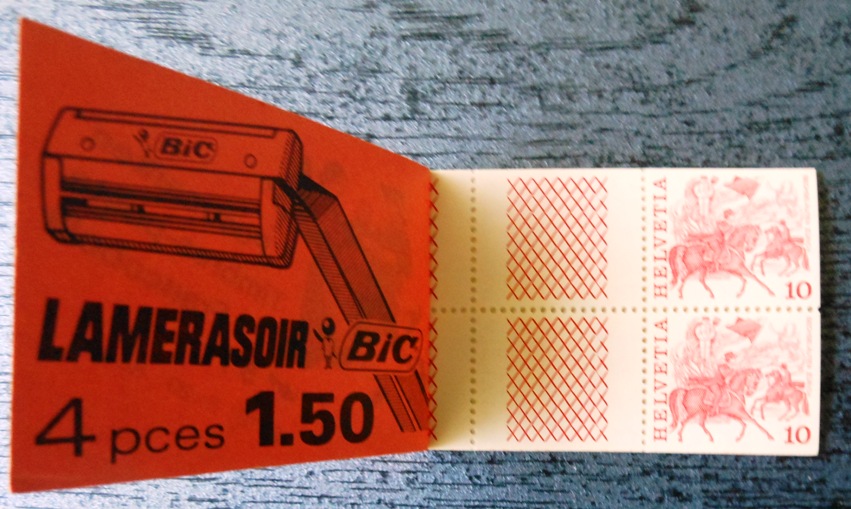 BIC
LAMERASOIR BIC
4 pces 1.50
HELVETIA
10
HELVETIA
10